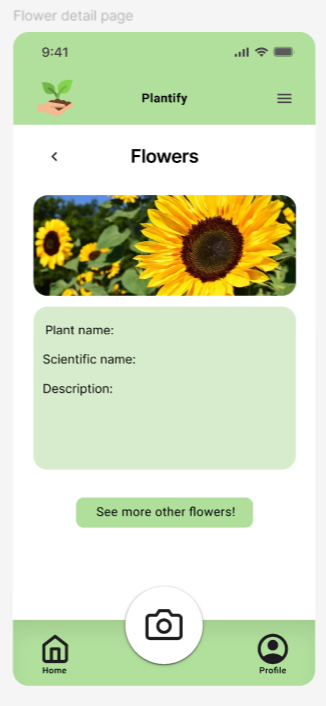 Flower detail page
9:41
Plantify
Flowers
Plant name:
Scientific name:
Description:
See more other flowers!
Home
Profile